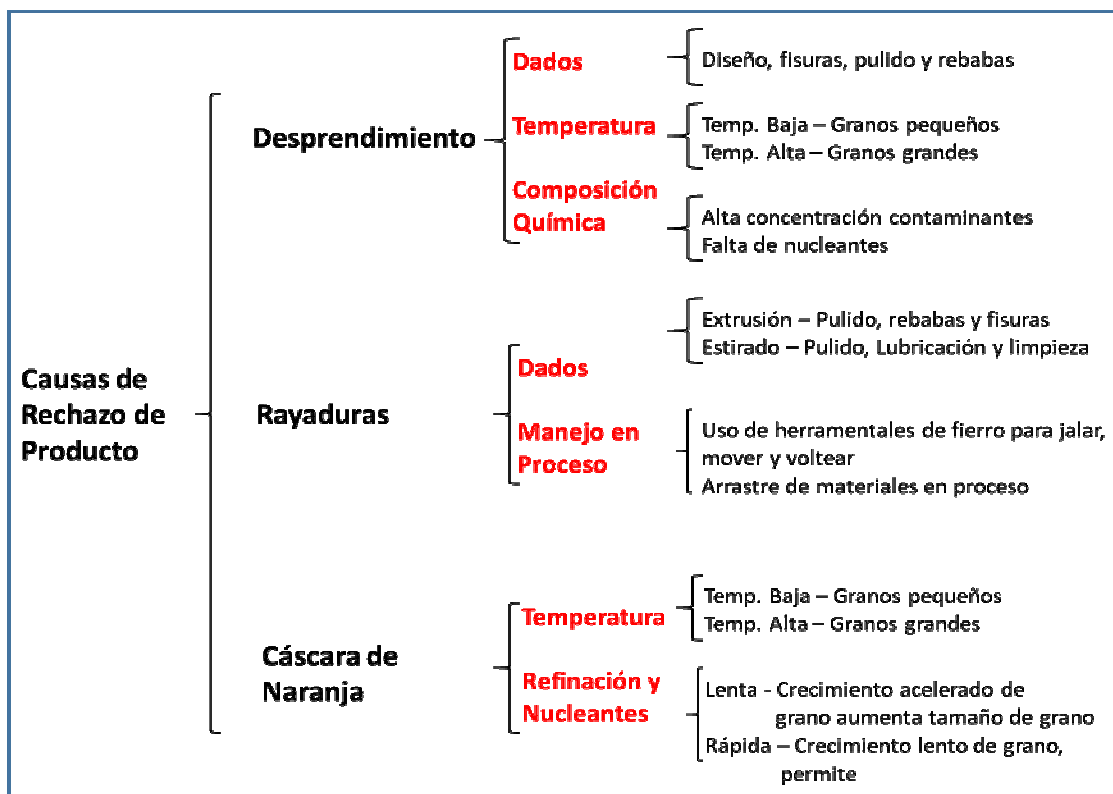 Causas de
Rechazo de
Producto
Desprendimiento
Dados
Diseño, fisuras, pulido y rebabas
Temperatura
Temp. Baja – Granos pequeños
Temp. Alta – Granos grandes
Composición
Química
Alta concentración contaminantes
Falta de nucleantes
Rayaduras
Dados
Extrusión – Pulido, rebabas y fisuras
Estirado – Pulido, Lubricación y limpieza
Manejo en
Proceso
Uso de herramentales de fierro para jalar,
mover y voltear
Arrastre de materiales en proceso
Cáscara de
Naranja
Temperatura
Temp. Baja – Granos pequeños
Temp. Alta – Granos grandes
Refinación y
Nucleantes
Lenta - Crecimiento acelerado de
grano aumenta tamaño de grano
Rápida – Crecimiento lento de grano,
permite